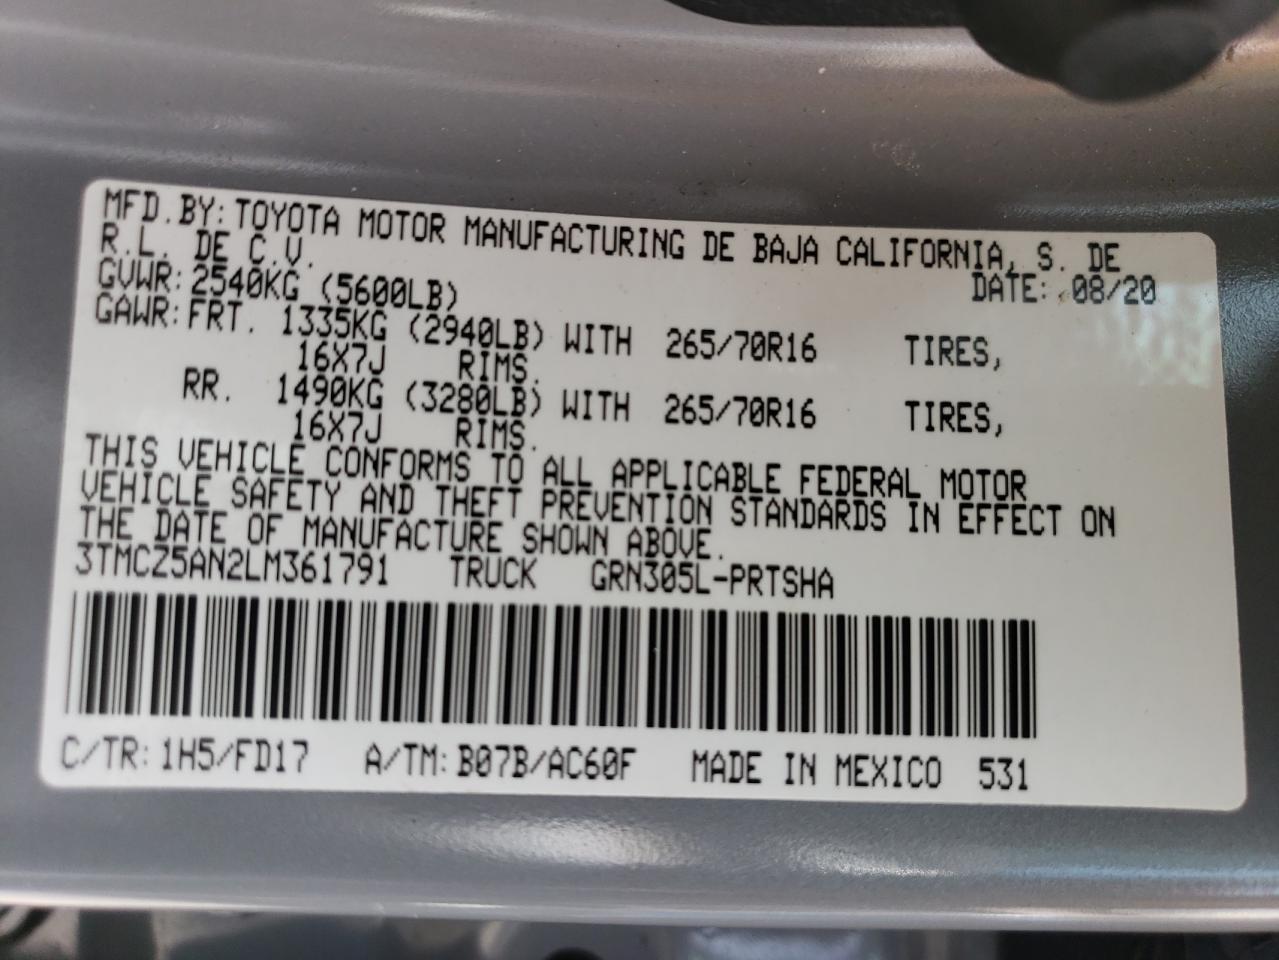 MFD.BY: TOYOTA MOTOR MANUFACTURING DE BAJA CALIFORNIA, S. DE
R.L. DE C.V. DATE: 08/20
GVWR: 2540KG (5600LB)
GAWR: FRT. 1335KG (2940LB) WITH 265/70R16 TIRES,
16X7J RIMS.
RR. 1490KG (3280LB) WITH 265/70R16 TIRES,
16X7J RIMS.
THIS VEHICLE CONFORMS TO ALL APPLICABLE FEDERAL MOTOR
VEHICLE SAFETY AND THEFT PREVENTION STANDARDS IN EFFECT ON
THE DATE OF MANUFACTURE SHOWN ABOVE.
3TMCZ5AN2LM361791 TRUCK GRN305L-PRTSHA
C/TR: 1H5/FD17 A/TM: B07B/AC60F MADE IN MEXICO 531